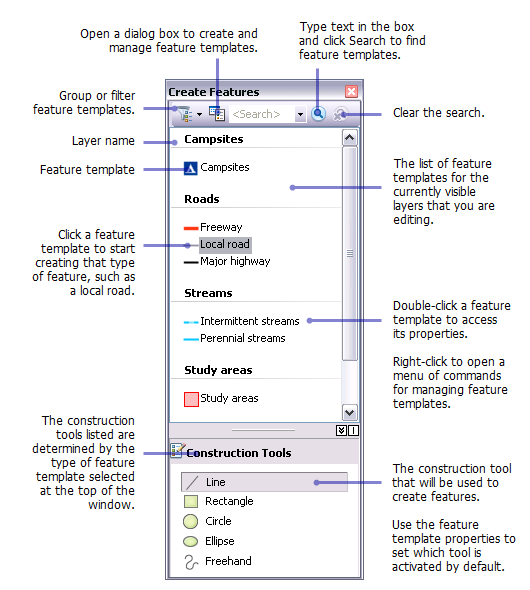 Open a dialog box to create and
manage feature templates.
Type text in the box
and click Search to find
feature templates.
Group or filter
feature templates.
Layer name
Feature template
Click a feature
template to start
creating that type
of feature, such as
a local road.
The construction
tools listed are
determined by the
type of feature
template selected
at the top of the
window.
Create Features
<Search>
Campsites
Campsites
Roads
Freeway
Local road
Major highway
Streams
Intermittent streams
Perennial streams
Study areas
Study areas
Construction Tools
Line
Rectangle
Circle
Ellipse
Freehand
Clear the search.
The list of feature
templates for the
currently visible
layers that you are
editing.
Double-click a feature
template to access
its properties.
Right-click to open a
menu of commands
for managing feature
templates.
The construction tool
that will be used to
create features.
Use the feature
template properties to
set which tool is
activated by default.